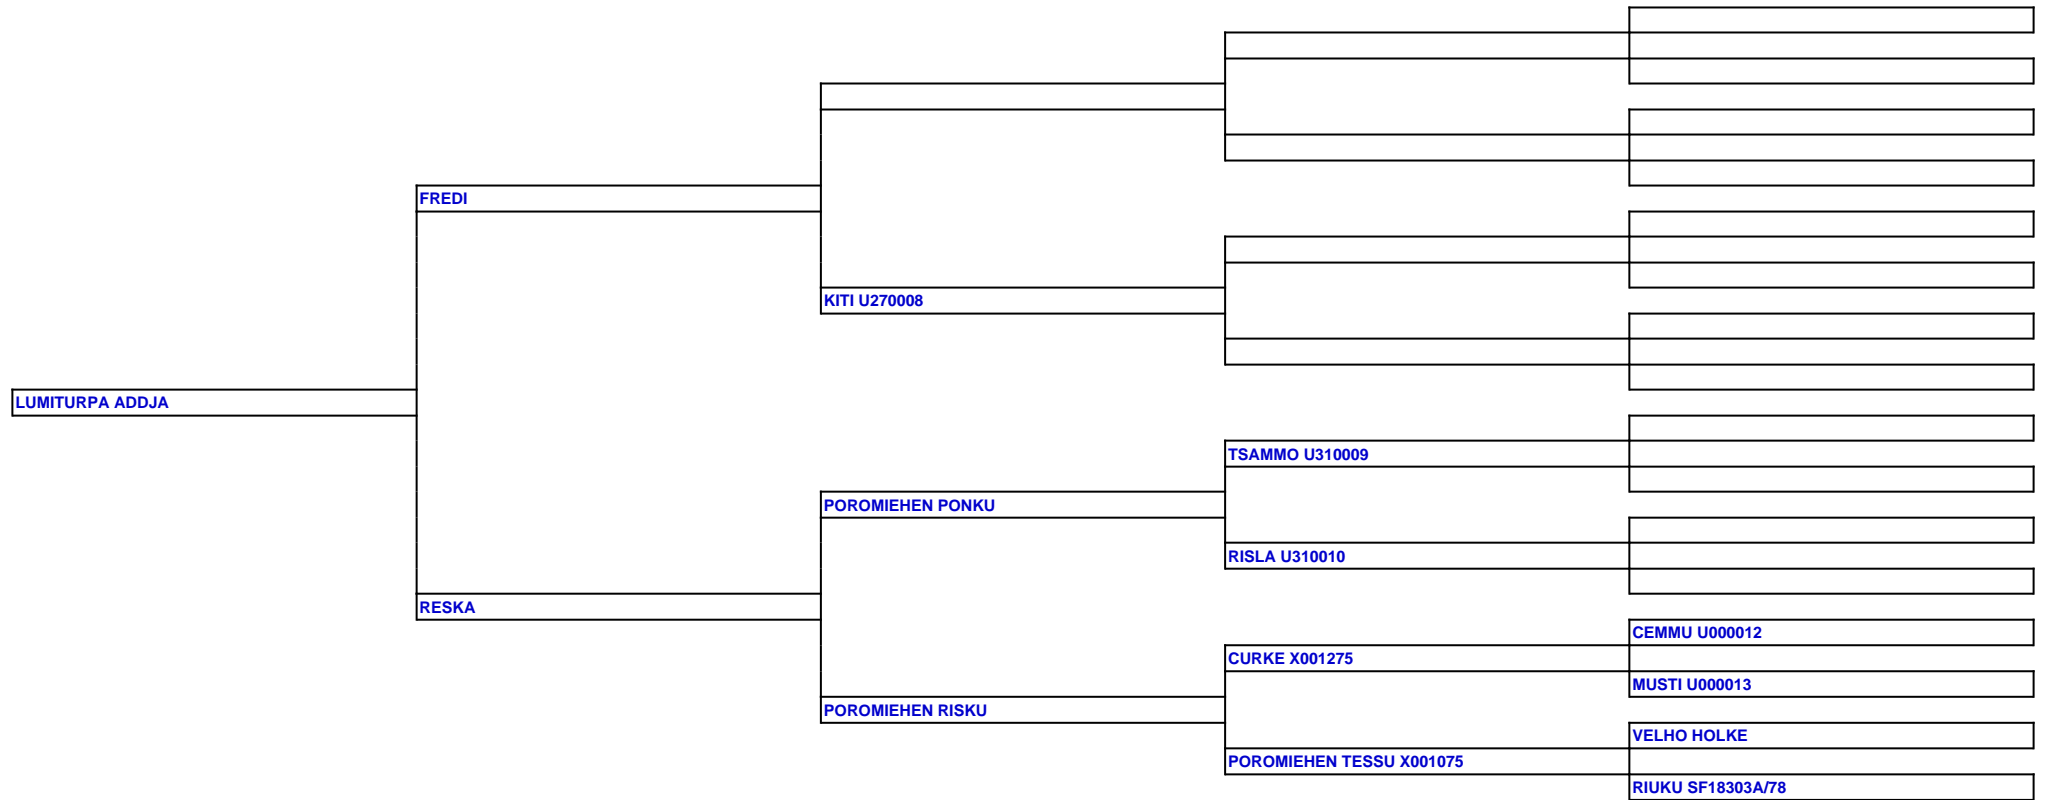 FREDI
KITI U270008
LUMITURPA ADDJA
TSAMMO U310009
POROMIEHEN PONKU
RISLA U310010
RESKA
CEMMU U000012
CURKE X001275
MUSTI U000013
POROMIEHEN RISKU
VELHO HOLKE
POROMIEHEN TESSU X001075
RIUKU SF18303A/78